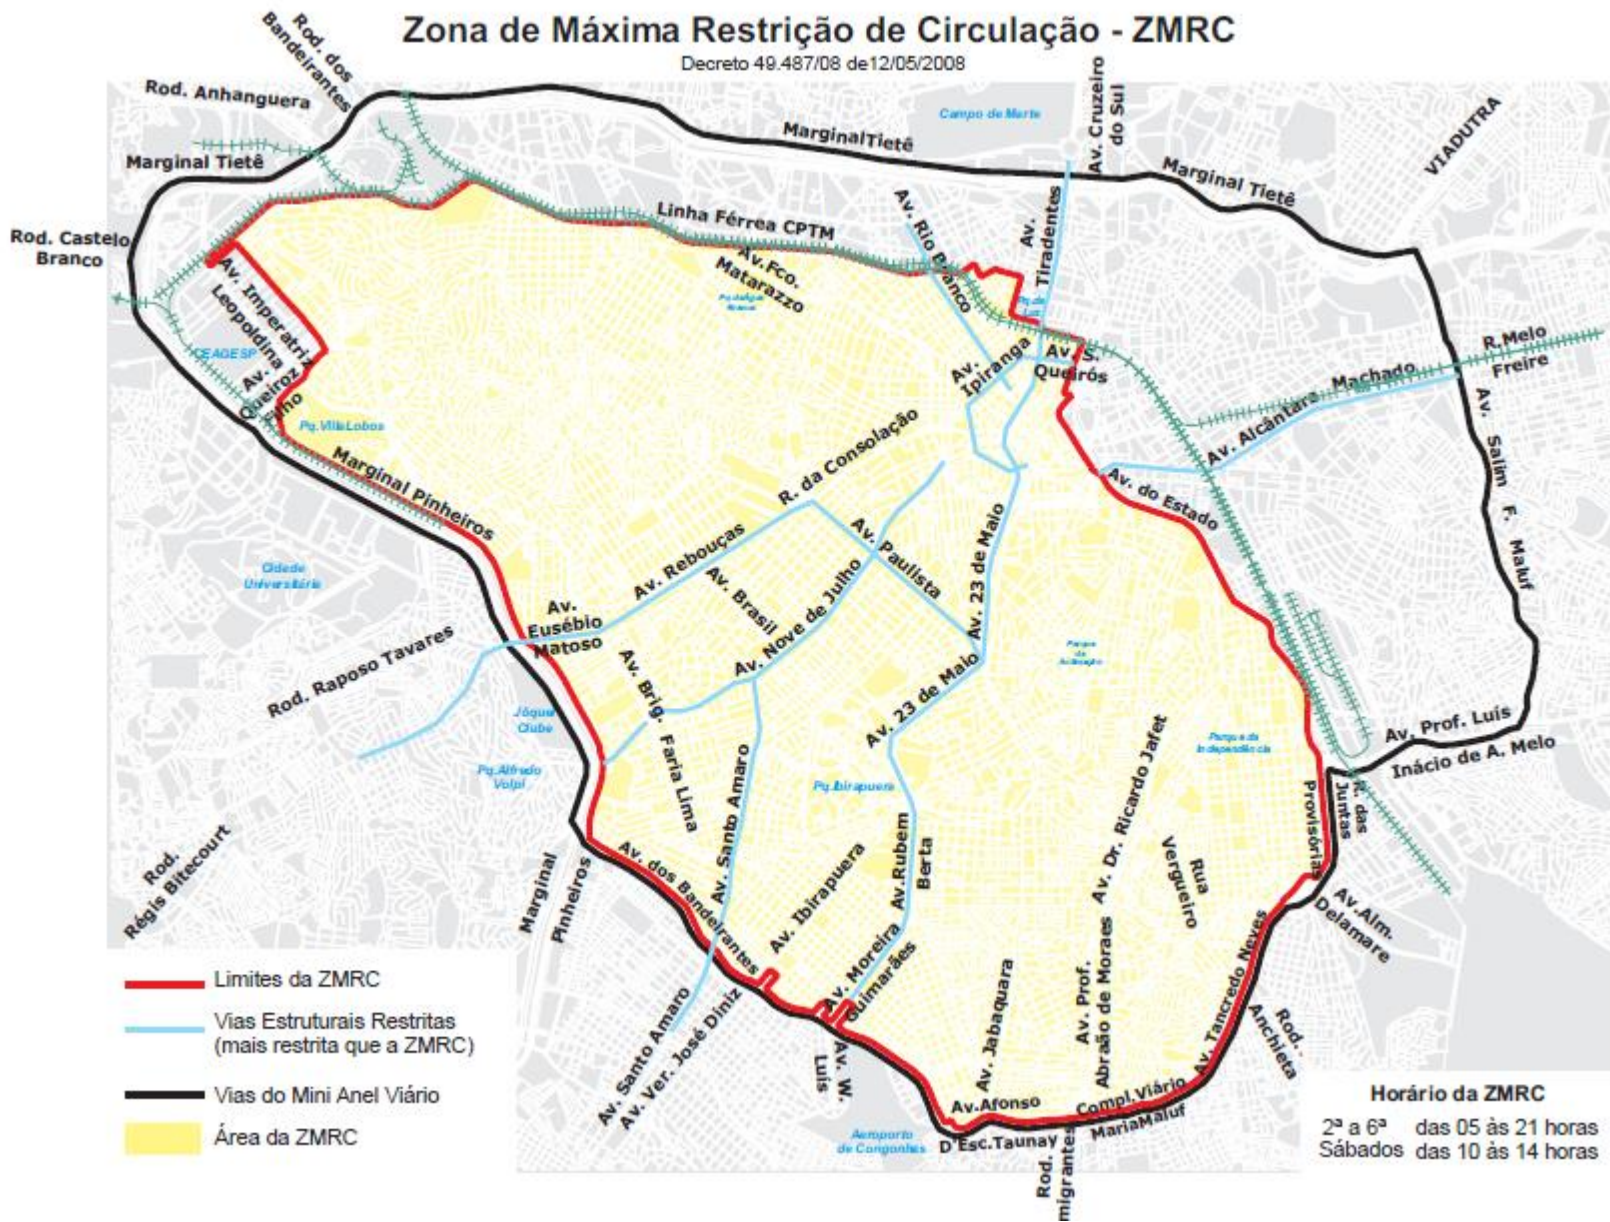 Zona de Máxima Restrição de Circulação - ZMRC
Decreto 49.487/08 de12/05/2008
Rod. dos
Bandeirantes
Rod. Anhanguera
Marginal Tietê
Rod. Castelo
Branco
Campo de Marte
MarginalTietê
Av. Cruzeiro
do Sul
VIADUTRA
Marginal Tietê
Linha Férrea CPTM
Av. Rio Branco
Av.
Tiradentes
Av.Fco.
Matarazzo
Av. Imperatriz
Leopoldina
CEAGESP
Av.
Queiroz
Filho
Pq.VillaLobos
Marginal Pinheiros
Pq.da
Luz
Av.
Ipiranga
Av. S.
Queirós
R.Melo
Freire
Machado
Av. Alcântara
Av. Salim F. Maluf
R. da Consolação
Av. do Estado
Cidade
Universitária
Av. Rebouças
Av. Paulista
Av. 23 de Maio
Av. Brasil
Av. Nove de Julho
Av.
Eusébio
Matoso
Rod. Raposo Tavares
Av. Brig. Faria Lima
Av. 23 de Maio
Parque
da
Aclimação
Jóquei
Clube
Pq.Alfredo
Volpi
Pq.Ibirapuera
Parque da
Independência
Av. Prof. Luís
Inácio de A. Melo
R. das
Juntas
Provisórias
Av. Dr. Ricardo Jafet
Rua
Vergueiro
Av. Santo Amaro
Av.Rubem
Berta
Av. Ibirapuera
Rod.
Régis Bitecourt
Marginal
Pinheiros
Av. dos Bandeirantes
Av.Alm.
Delamare
Av. Moreira
Guimarães
Av. Jabaquara
Av. Prof.
Abraão de Moraes
Av. Tancredo Neves
Rod.
Anchieta
Av. Santo Amaro
Av. Ver. José Diniz
Av. W.
Luís
Av.Afonso
D'Esc.Taunay
Compl.Viário
MariaMaluf
Aeroporto
de Congonhas
Rod.
migrantes
Limites da ZMRC
Vias Estruturais Restritas
(mais restrita que a ZMRC)
Vias do Mini Anel Viário
Área da ZMRC
Horário da ZMRC
2ª a 6ª das 05 às 21 horas
Sábados das 10 às 14 horas